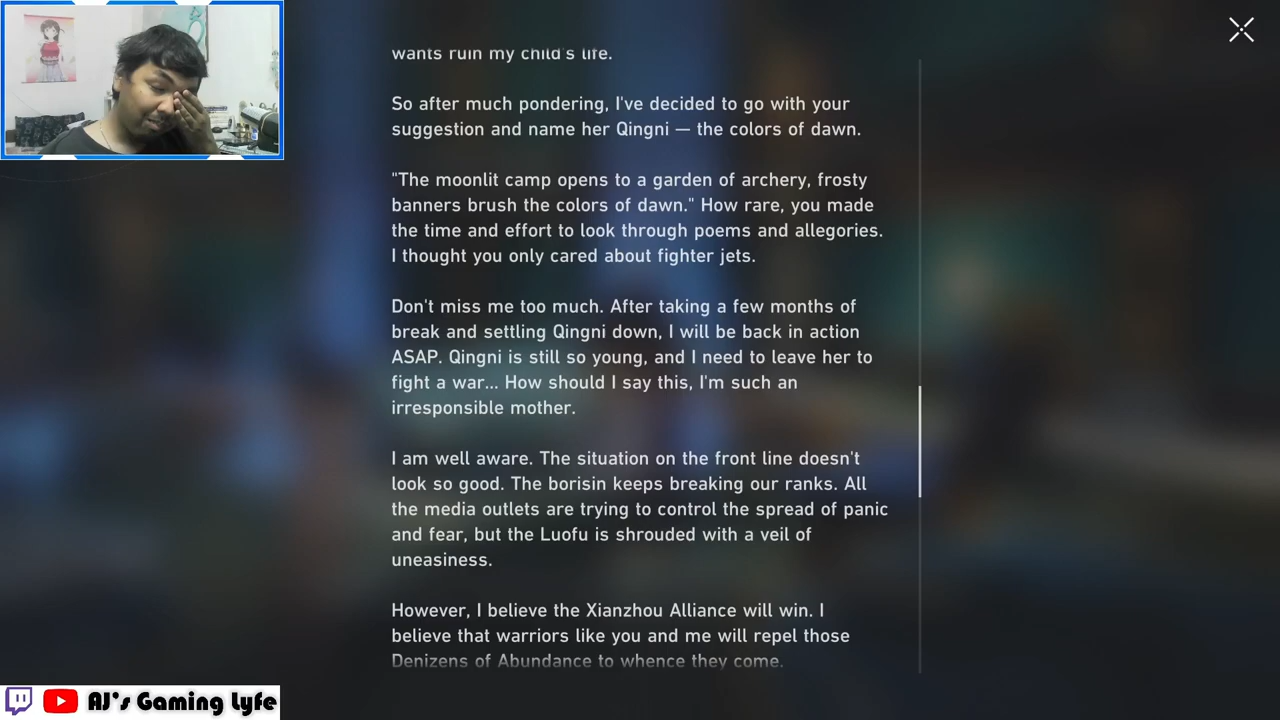 wants ruin my child's life.
So after much pondering, I've decided to go with your
suggestion and name her Qingni — the colors of dawn.
"The moonlit camp opens to a garden of archery, frosty
banners brush the colors of dawn." How rare, you made
the time and effort to look through poems and allegories.
I thought you only cared about fighter jets.
Don't miss me too much. After taking a few months of
break and settling Qingni down, I will be back in action
ASAP. Qingni is still so young, and I need to leave her to
fight a war... How should I say this, I'm such an
irresponsible mother.
I am well aware. The situation on the front line doesn't
look so good. The borisin keeps breaking our ranks. All
the media outlets are trying to control the spread of panic
and fear, but the Luofu is shrouded with a veil of
uneasiness.
However, I believe the Xianzhou Alliance will win. I
believe that warriors like you and me will repel those
Denizens of Abundance to whence they come.
AJ's Gaming Lyfe